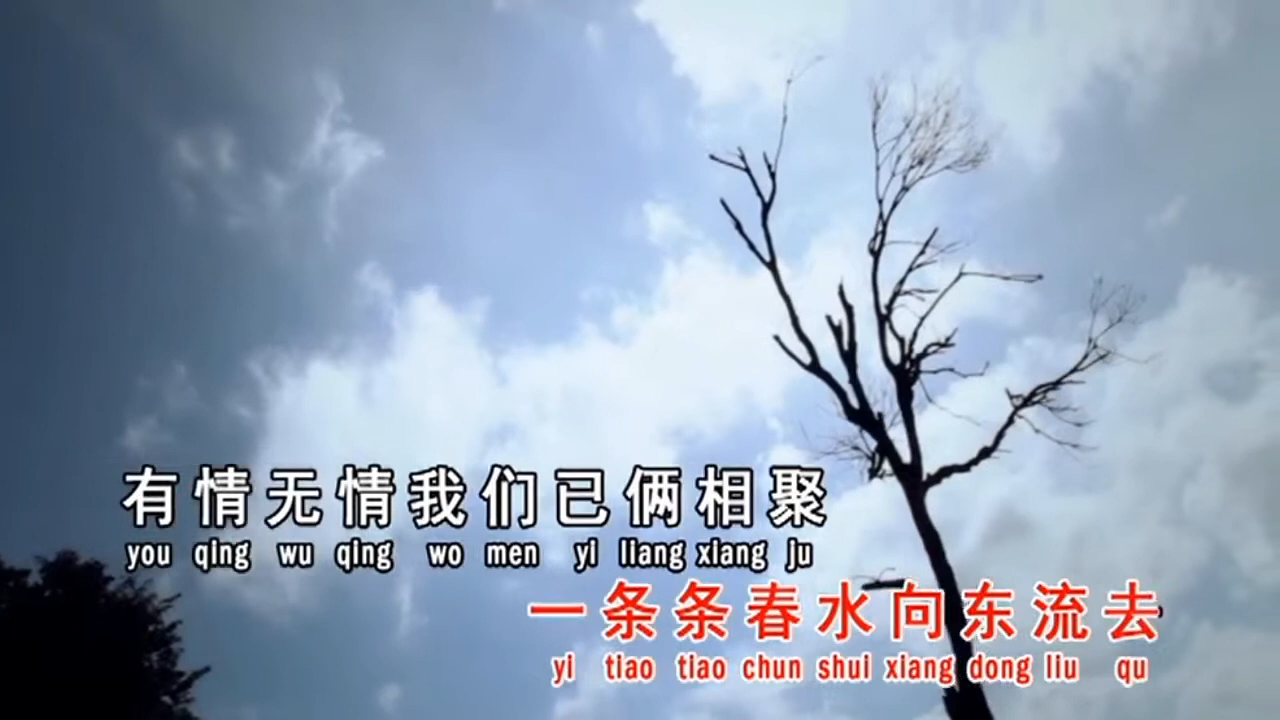 有情无情我们已俩相聚
you qing wu qing wo men yi liang xiang ju
一条条春水向东流去
yi tiao tiao chun shui xiang dong liu qu